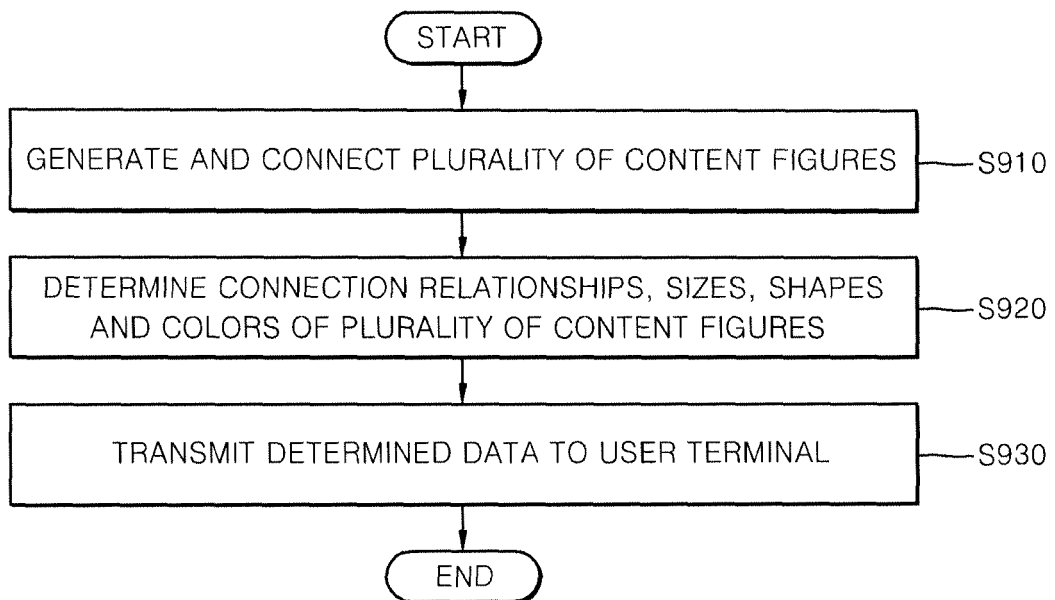 START
GENERATE AND CONNECT PLURALITY OF CONTENT FIGURES
S910
DETERMINE CONNECTION RELATIONSHIPS, SIZES, SHAPES
AND COLORS OF PLURALITY OF CONTENT FIGURES
S920
TRANSMIT DETERMINED DATA TO USER TERMINAL
S930
END